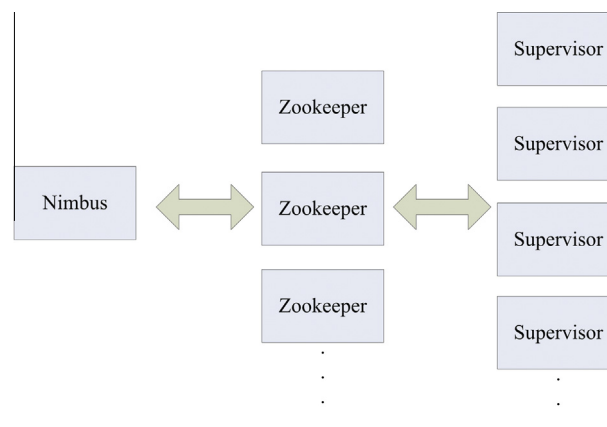 Nimbus
Zookeeper
Zookeeper
Zookeeper
.
.
.
Supervisor
Supervisor
Supervisor
Supervisor
.
.